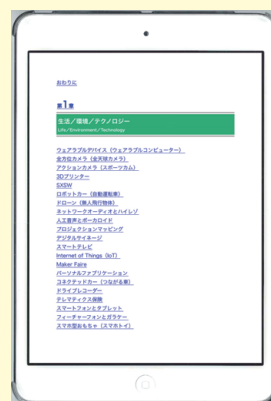 おわりに
第1章
生活／環境／テクノロジー
Life／Environment／Technology
ウェアラブルデバイス（ウェアラブルコンピューター）
全方位カメラ（全天球カメラ）
アクションカメラ（スポーツカム）
3Dプリンター
SXSW
ロボットカー（自動運転車）
ドローン（無人飛行物体）
ネットワークオーディオとハイレゾ
人工音声とボーカロイド
プロジェクションマッピング
デジタルサイネージ
スマートテレビ
Internet of Things（IoT）
Maker Faire
パーソナルファブリケーション
コネクテッドカー（つながる車）
ドライブレコーダー
テレマティクス保険
スマートフォンとタブレット
フィーチャーフォンとガラケー
スマホ型おもちゃ（スマホトイ）